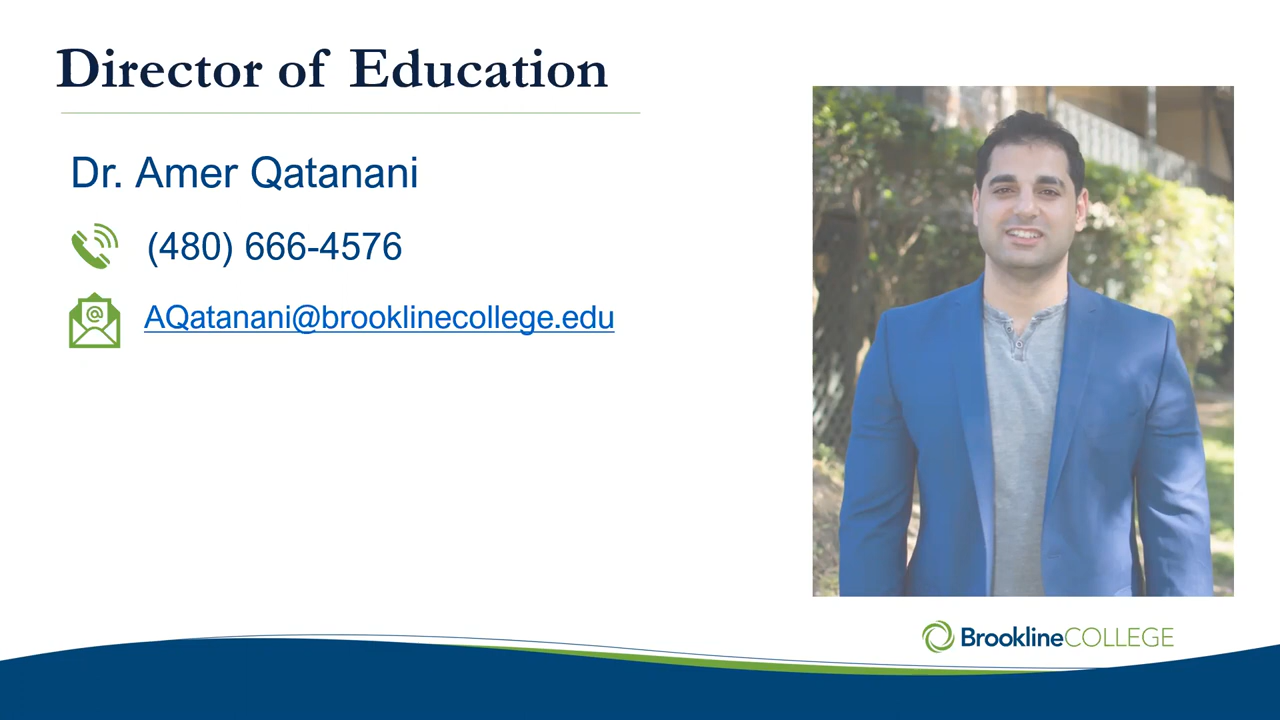 Director of Education
Dr. Amer Qatanani
(480) 666-4576
@
AQatanani@brooklinecollege.edu
BrooklineCOLLEGE